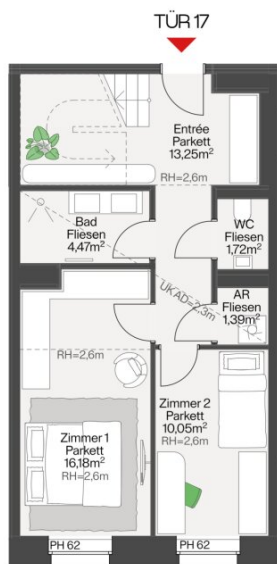 TÜR 17
Entrée
Parkett
13,25m²
RH=2,6m
Bad
Fliesen
4,47m²
WC
Fliesen
1,72m²
UKAD=2,3m
AR
Fliesen
1,39m²
RH=2,6m
Zimmer 1
Parkett
16,18m²
RH=2,6m
Zimmer 2
Parkett
10,05m²
RH=2,6m
PH 62
PH 62